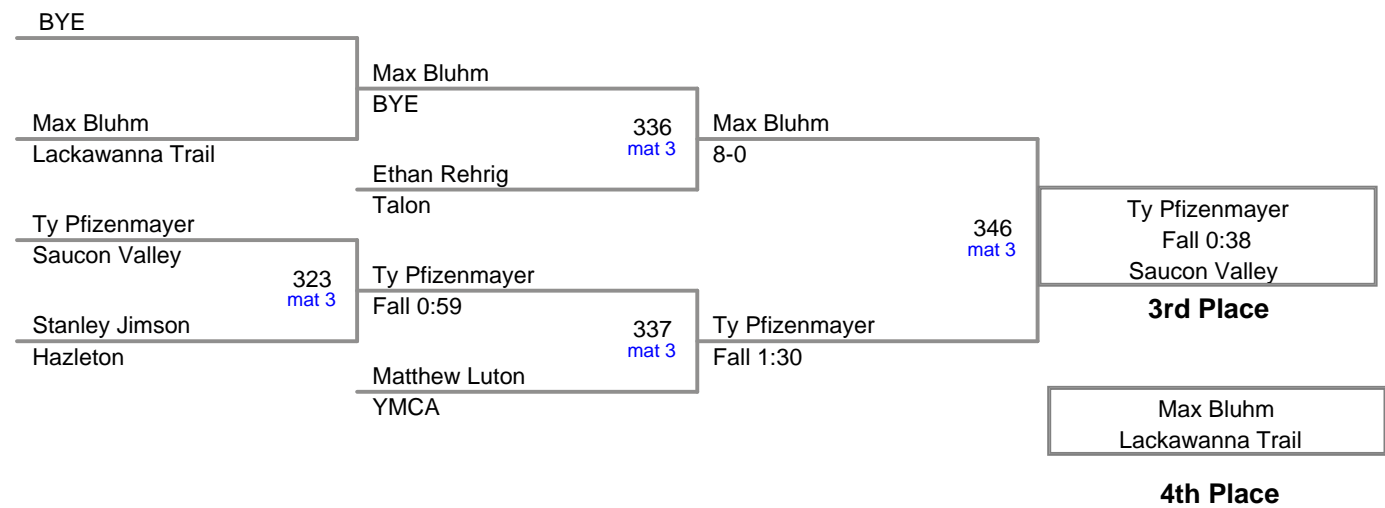 BYE
Max Bluhm
Lackawanna Trail
Ty Pfizenmayer
Saucon Valley
323
mat 3
Stanley Jimson
Hazleton
Max Bluhm
BYE
336
mat 3
Ethan Rehrig
Talon
Ty Pfizenmayer
Fall 0:59
337
mat 3
Matthew Luton
YMCA
Max Bluhm
8-0
346
mat 3
Ty Pfizenmayer
Fall 1:30
Ty Pfizenmayer
Fall 0:38
Saucon Valley
3rd Place
Max Bluhm
Lackawanna Trail
4th Place